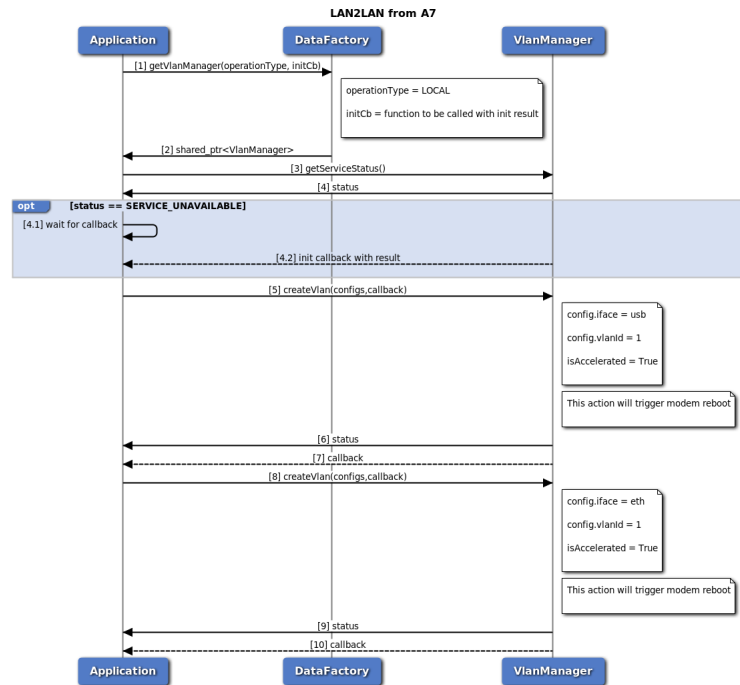 LAN2LAN from A7
Application
DataFactory
VlanManager
[1] getVlanManager(operationType, initCb)
operationType = LOCAL
initCb = function to be called with init result
[2] shared_ptr<VlanManager>
[3] getServiceStatus()
[4] status
opt [status == SERVICE_UNAVAILABLE]
[4.1] wait for callback
[4.2] init callback with result
[5] createVlan(configs,callback)
config.iface = usb
config.vlanId = 1
isAccelerated = True
This action will trigger modem reboot
[6] status
[7] callback
[8] createVlan(configs,callback)
config.iface = eth
config.vlanId = 1
isAccelerated = True
This action will trigger modem reboot
[9] status
[10] callback
Application
DataFactory
VlanManager